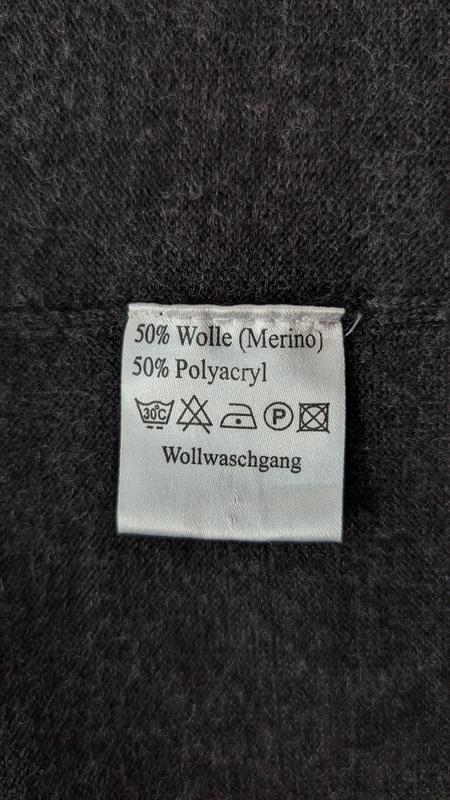 50% Wolle (Merino)
50% Polyacryl
30°C P
Wollwaschgang